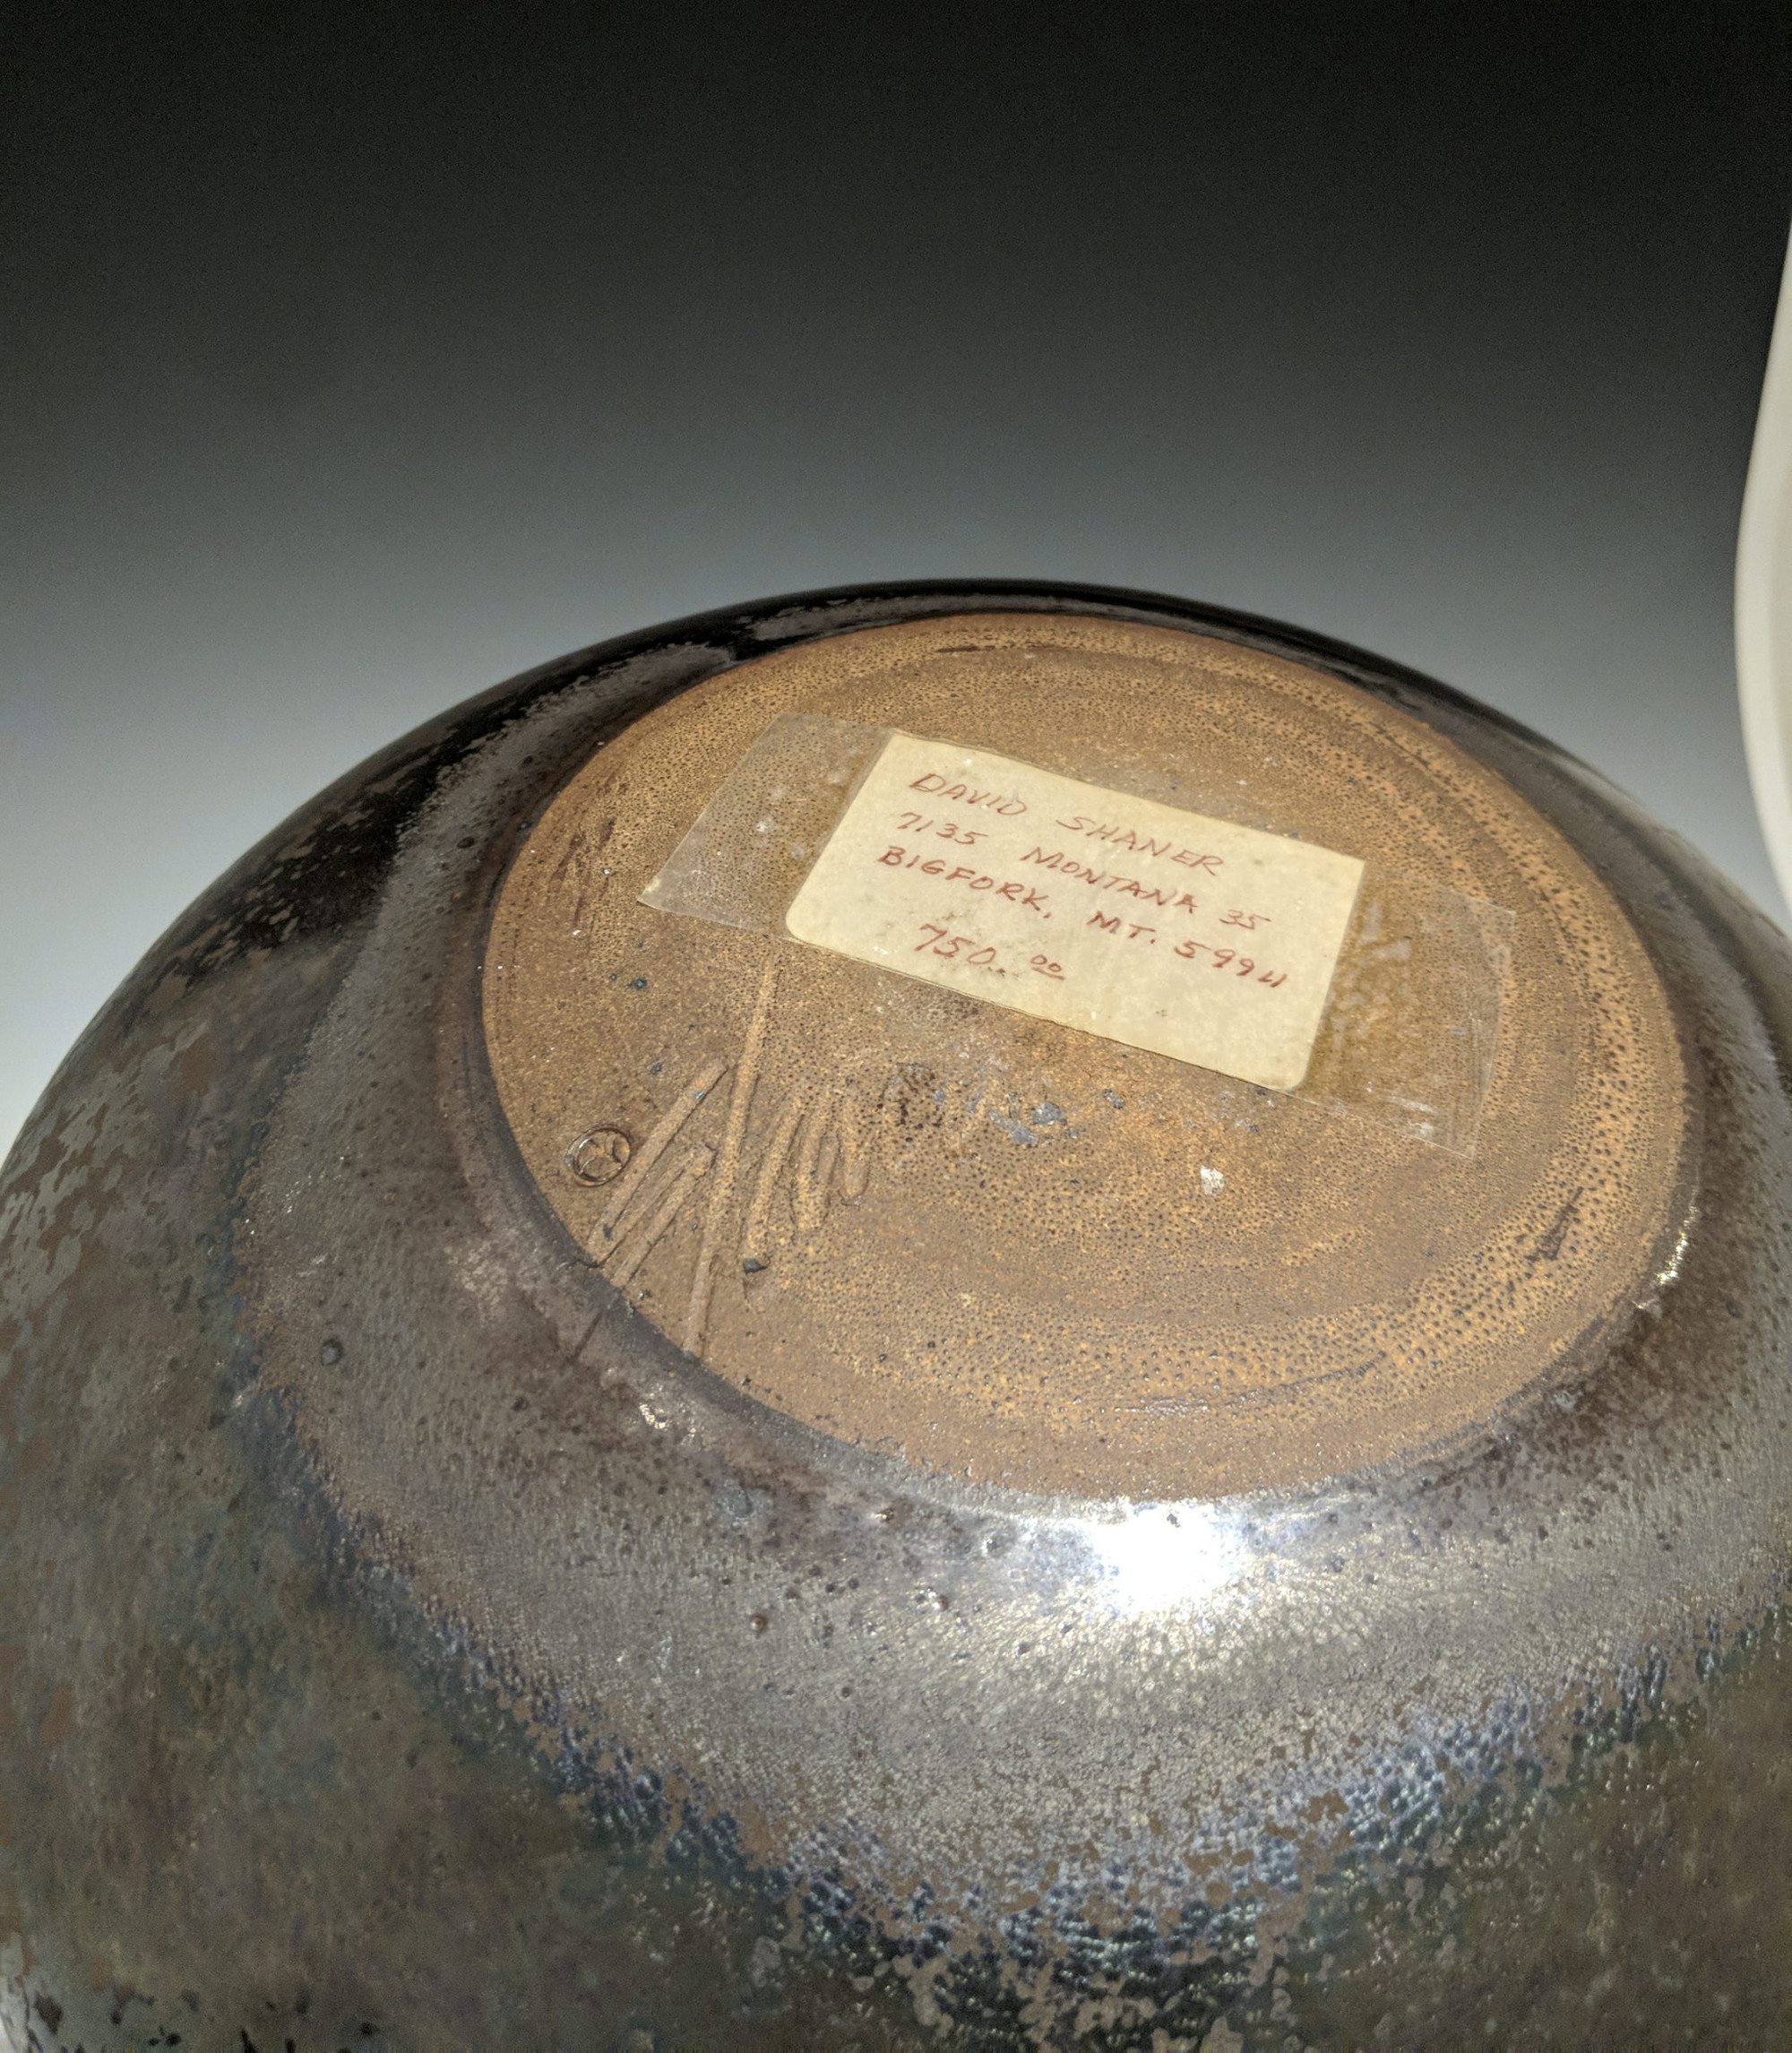 DAVID SHANER
7135 MONTANA 35
BIGFORK, MT. 59911
750.00